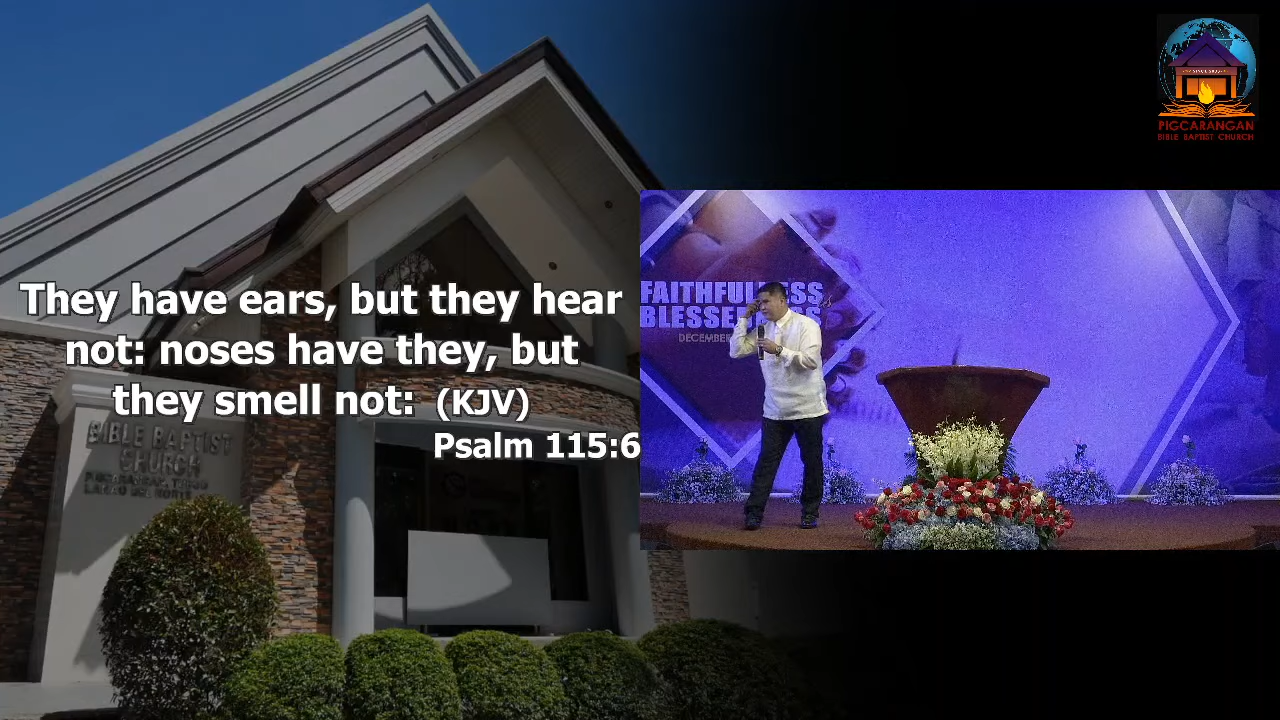 They have ears, but they hear
not: noses have they, but
they smell not: (KJV)
Psalm 115:6
BIBLE BAPTIST
CHURCH
PIGCARANGAN
BIBLE BAPTIST CHURCH
FAITHFULNESS
DECEMBER